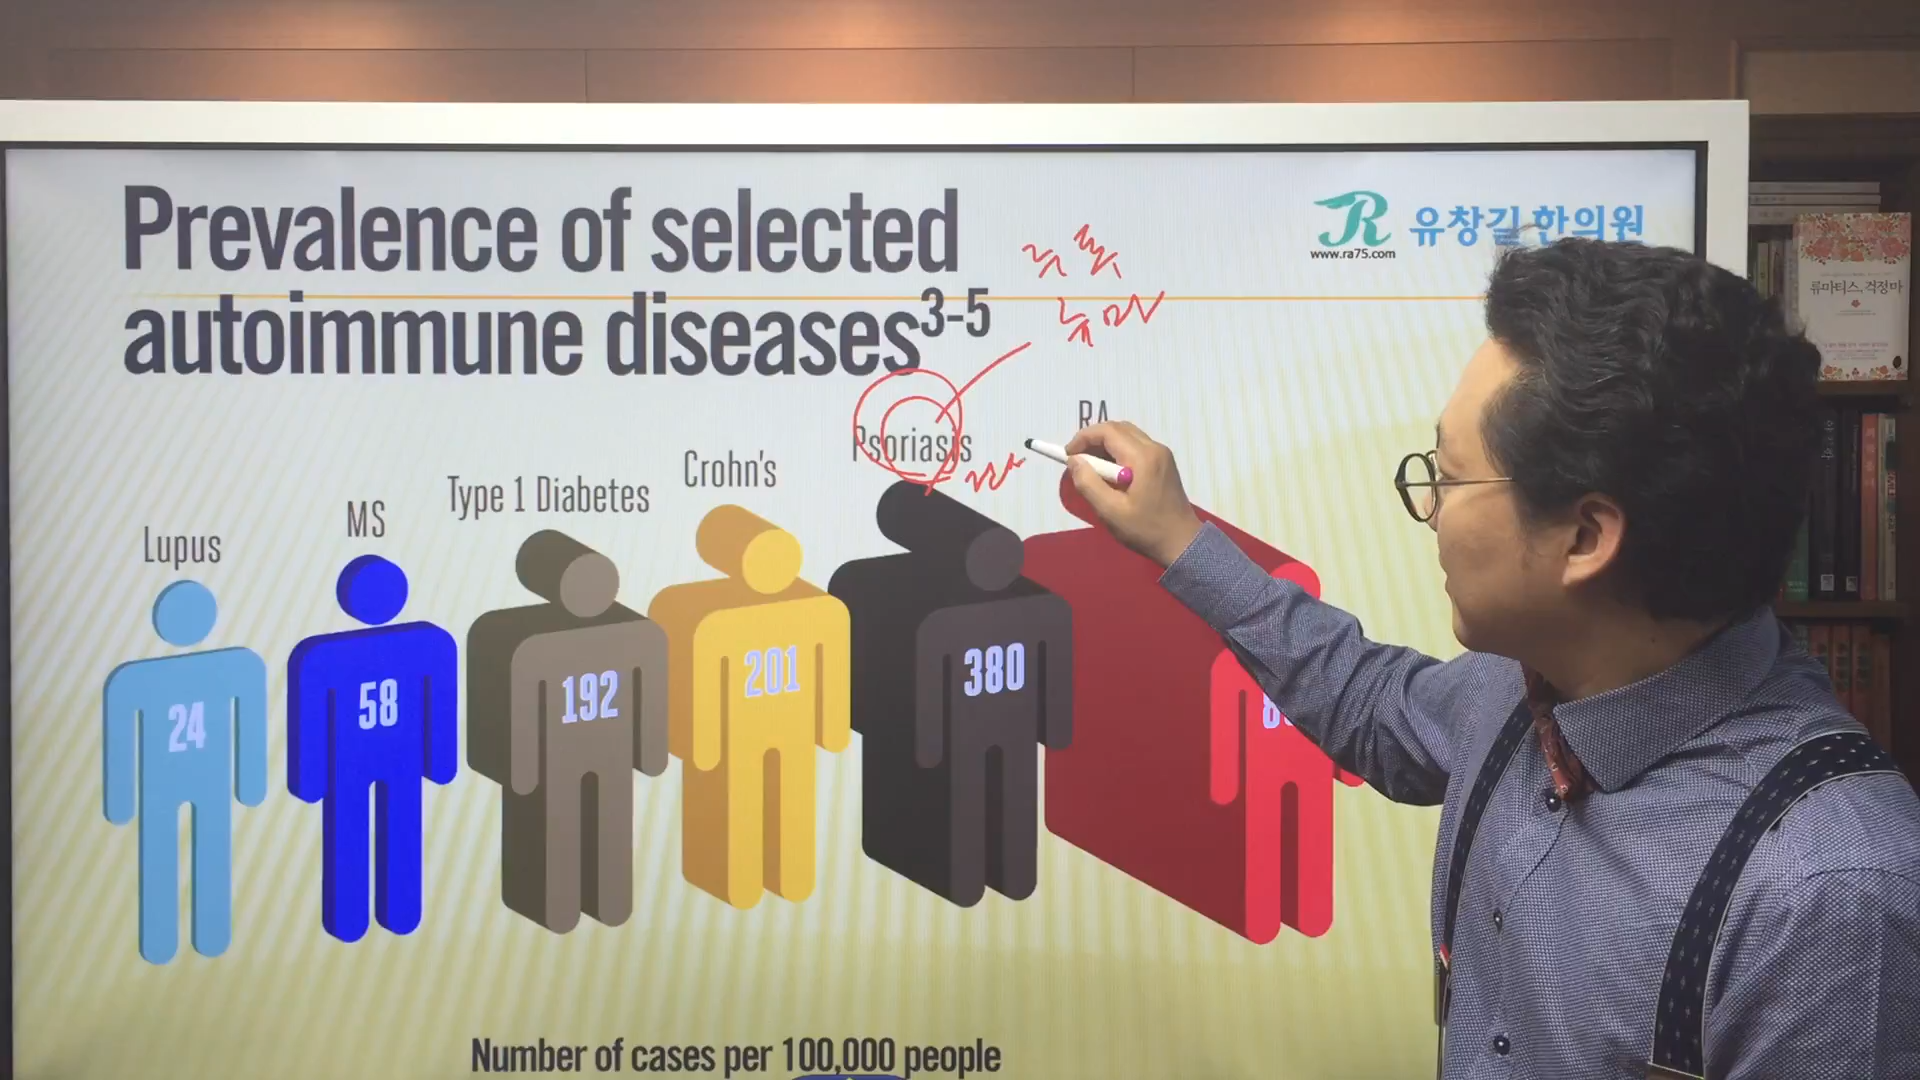 Prevalence of selected
autoimmune diseases3-5
유창길 한의원
www.ra75.com
류마티스, 걱정마
RA
Psoriasis
Crohn's
Type 1 Diabetes
MS
Lupus
24
58
192
201
380
Number of cases per 100,000 people